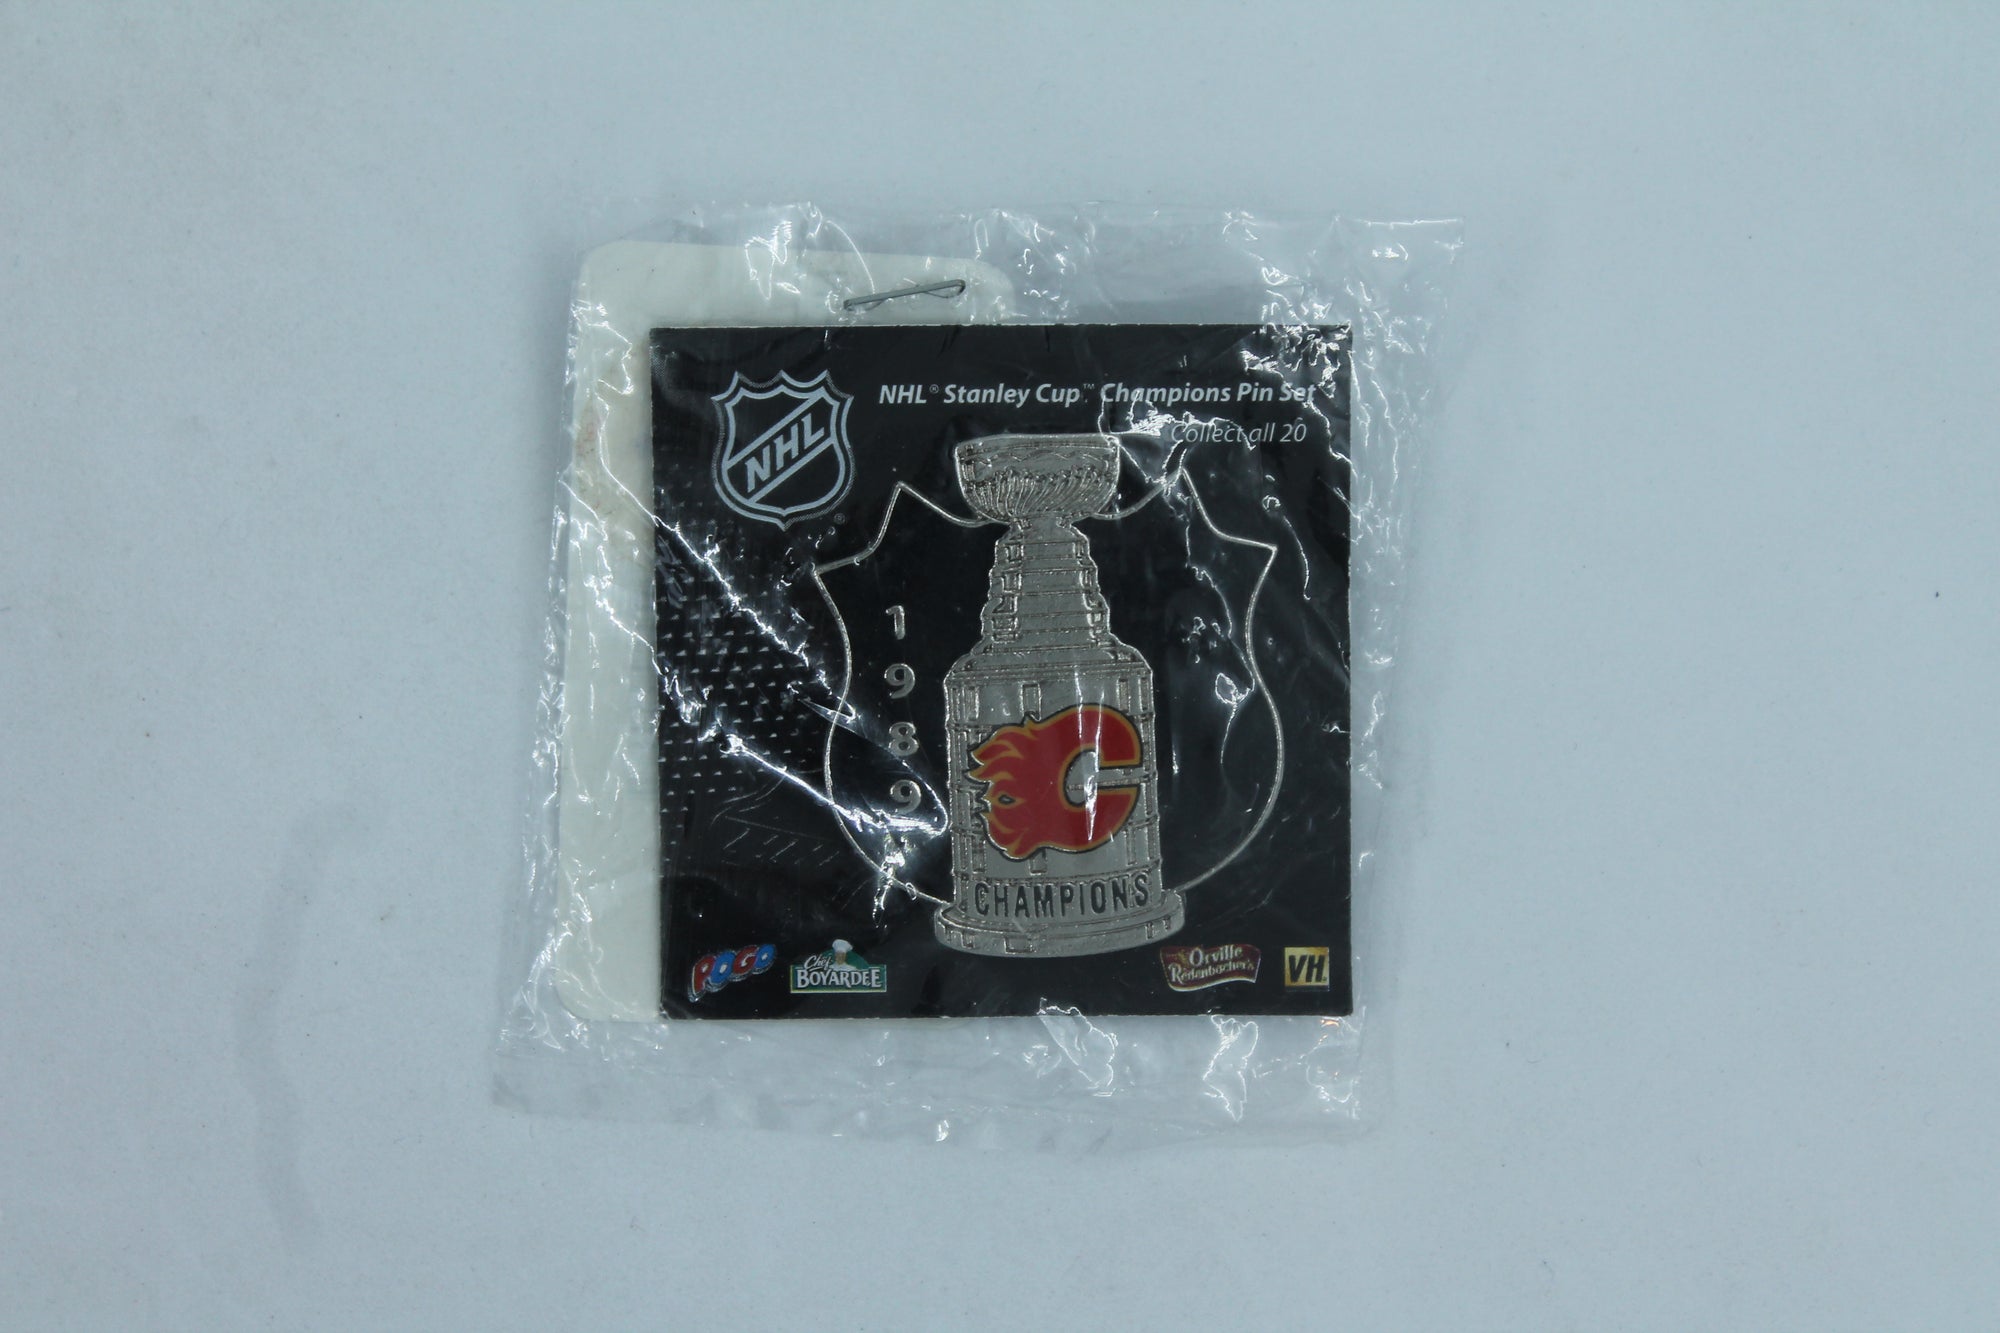 NHL® Stanley Cup™ Champions Pin Set
Collect all 20
NHL®
1
9
8
9
C
CHAMPIONS
POGO
Chef
BOYARDEE
Orville
Redenbacher's
VH